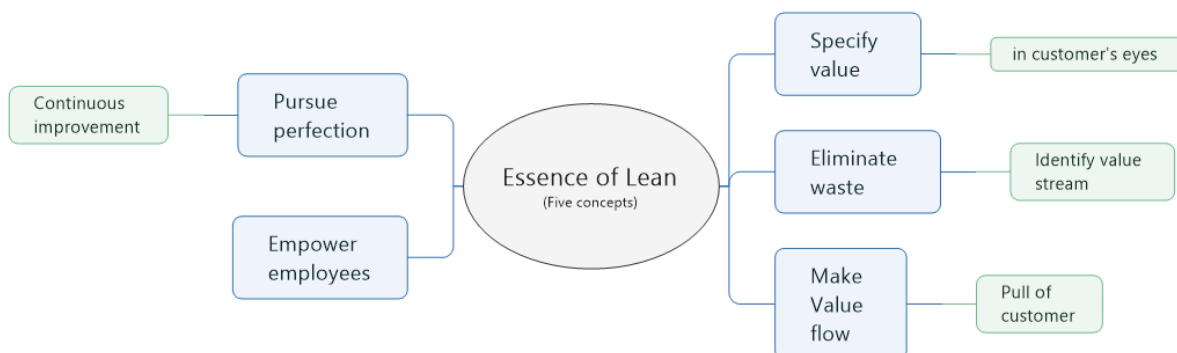 Essence of Lean
(Five concepts)
Specify
value
in customer's eyes
Eliminate
waste
Identify value
stream
Make
Value
flow
Pull of
customer
Empower
employees
Pursue
perfection
Continuous
improvement